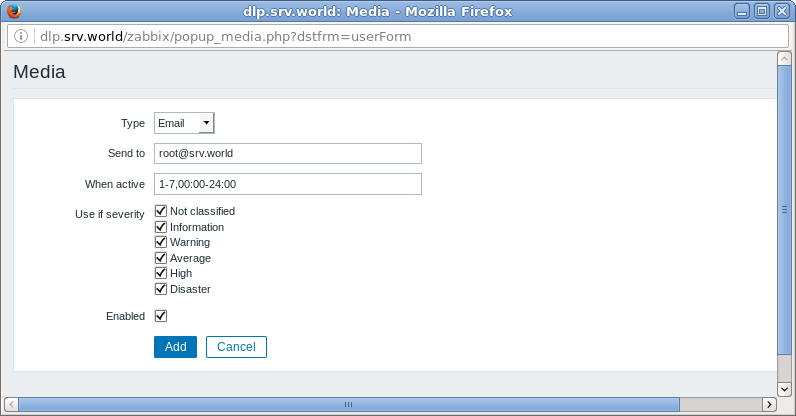 dlp.srv.world: Media - Mozilla Firefox
dlp.srv.world/zabbix/popup_media.php?dstfrm=userForm
Media
Type Email
Send to root@srv.world
When active 1-7,00:00-24:00
Use if severity Not classified
Information
Warning
Average
High
Disaster
Enabled
Add Cancel